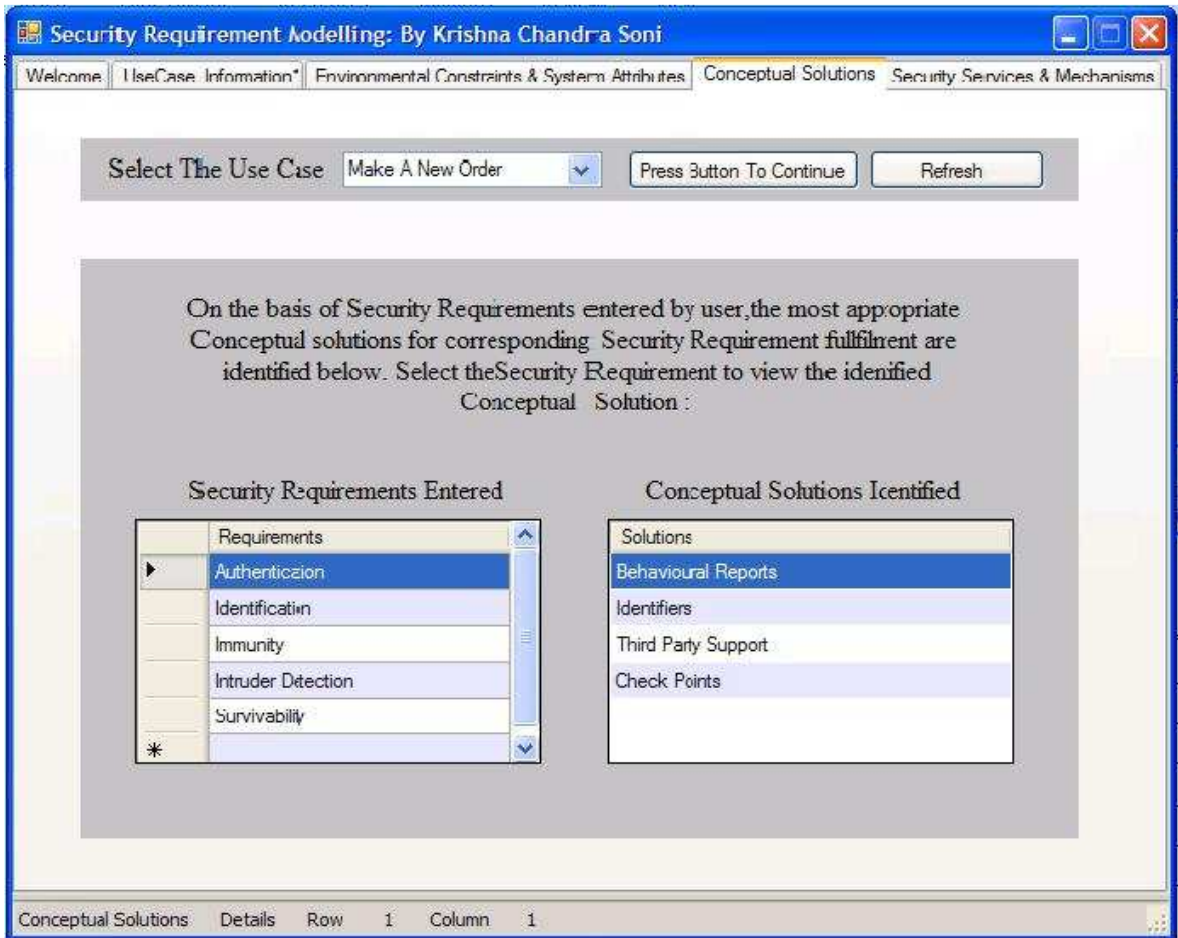 Security Requirement Modelling: By Krishna Chandra Soni
Welcome UseCase Information* Environmental Constraints & System Attributes Conceptual Solutions Security Services & Mechanisms
Select The Use Case Make A New Order Press Button To Continue Refresh
On the basis of Security Requirements entered by user,the most appropriate
Conceptual solutions for corresponding Security Requirement fullfilment are
identified below. Select theSecurity Requirement to view the idenified
Conceptual Solution :
Security Requirements Entered
Conceptual Solutions Identified
Requirements
Authentication
Identification
Immunity
Intruder Detection
Survivability
*
Solutions
Behavioural Reports
Identifiers
Third Party Support
Check Points
Conceptual Solutions Details Row 1 Column 1